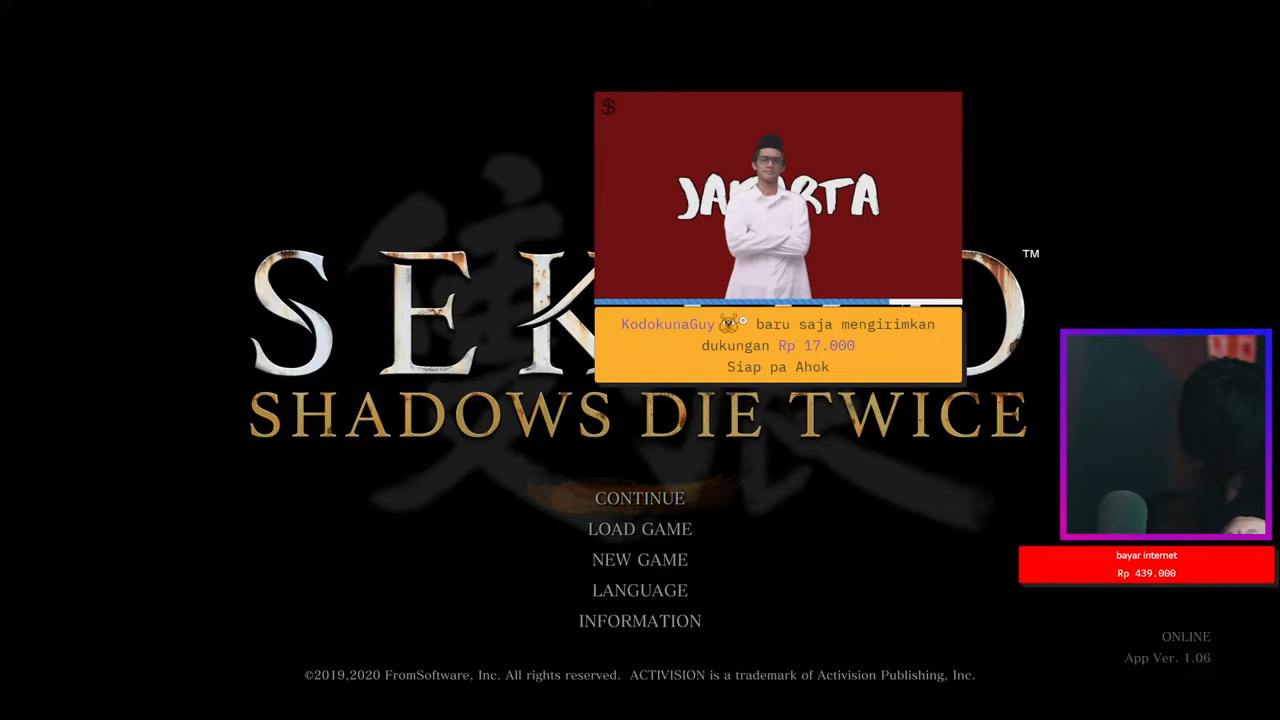 JAKARTA
SEK
O
™
KodokunaGuy baru saja mengirimkan
dukungan Rp 17.000
Siap pa Ahok
SHADOWS DIE TWICE
CONTINUE
LOAD GAME
NEW GAME
LANGUAGE
INFORMATION
bayar internet
Rp 439.000
ONLINE
App Ver. 1.06
©2019,2020 FromSoftware, Inc. All rights reserved. ACTIVISION is a trademark of Activision Publishing, Inc.